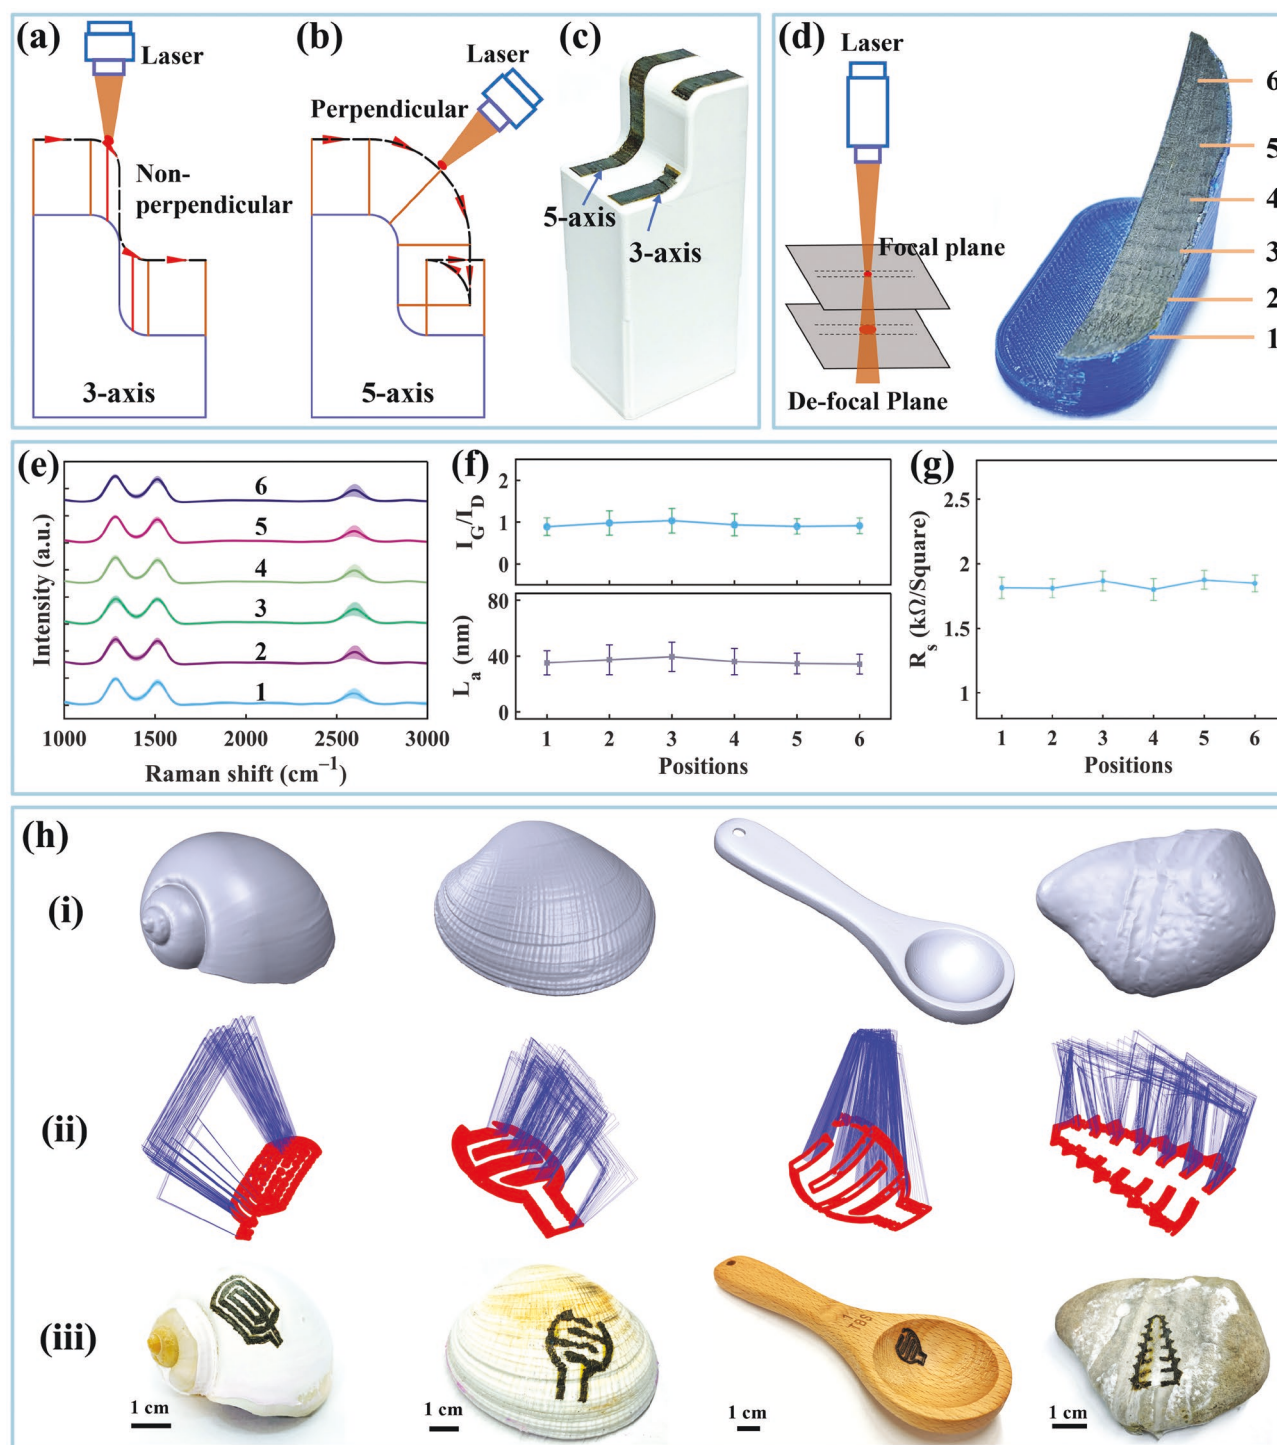 (a)
Laser
Non-
perpendicular
3-axis
(b)
Laser
Perpendicular
5-axis
(c)
5-axis
3-axis
(d)
Laser
Focal plane
De-focal Plane
6
5
4
3
2
1
(e)
Intensity (a.u.)
6
5
4
3
2
1
1000 1500 2000 2500 3000
Raman shift (cm⁻¹)
(f)
I_G/I_D
2
1
0
L_a (nm)
80
40
0
1 2 3 4 5 6
Positions
(g)
R_s (kΩ/Square)
2.5
2
1.5
1
1 2 3 4 5 6
Positions
(h)
(i)
(ii)
(iii)
1 cm
1 cm
1
TBS
1 cm
1 cm